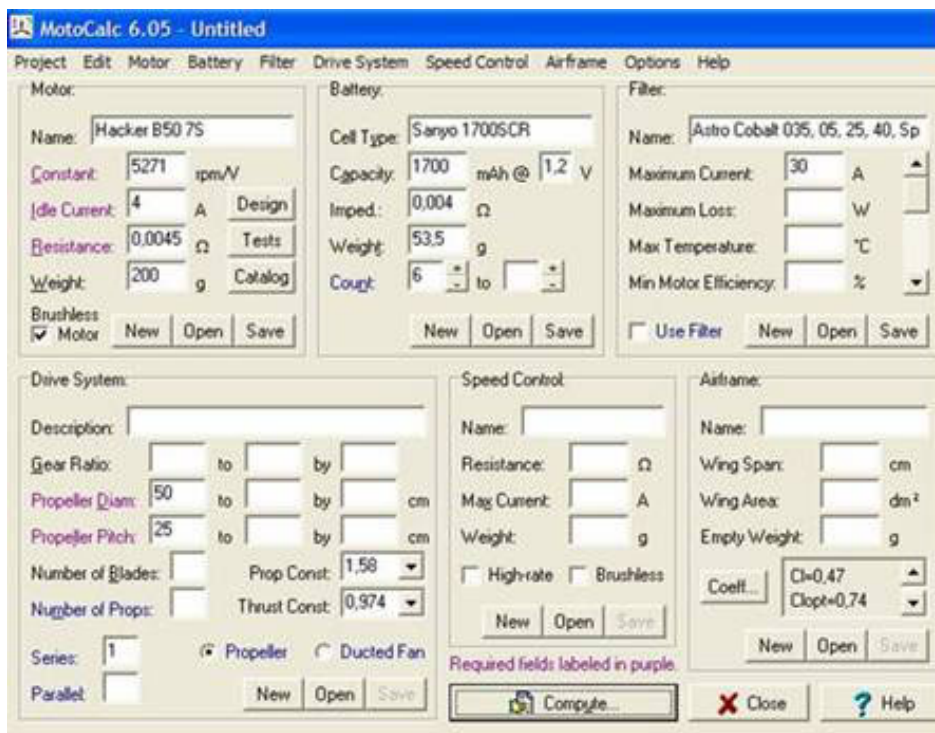 MotoCalc 6.05 - Untitled
Project Edit Motor Battery Filter Drive System Speed Control Airframe Options Help
Motor:
Name: Hacker B50 7S
Constant: 5271 rpm/V
Idle Current: 4 A Design
Resistance: 0,0045 Ω Tests
Weight: 200 g Catalog
Brushless
Motor New Open Save
Battery:
Cell Type: Sanyo 1700SCR
Capacity: 1700 mAh @ 1,2 V
Imped.: 0,004 Ω
Weight: 53,5 g
Count: 6 + - to + -
New Open Save
Filter:
Name: Astro Cobalt 035, 05, 25, 40, Sp
Maximum Current: 30 A
Maximum Loss: W
Max Temperature: °C
Min Motor Efficiency: %
Use Filter New Open Save
Drive System:
Description:
Gear Ratio: to by
Propeller Diam: 50 to by cm
Propeller Pitch: 25 to by cm
Number of Blades: Prop Const: 1,58
Number of Props: Thrust Const: 0,974
Series: 1 Propeller Ducted Fan
Parallel: New Open Save
Speed Control:
Name:
Resistance: Ω
Max Current: A
Weight: g
High-rate Brushless
New Open Save
Required fields labeled in purple.
Airframe:
Name:
Wing Span: cm
Wing Area: dm²
Empty Weight: g
Coeff... Cl=0,47
Clopt=0,74
New Open Save
Compute... Close Help